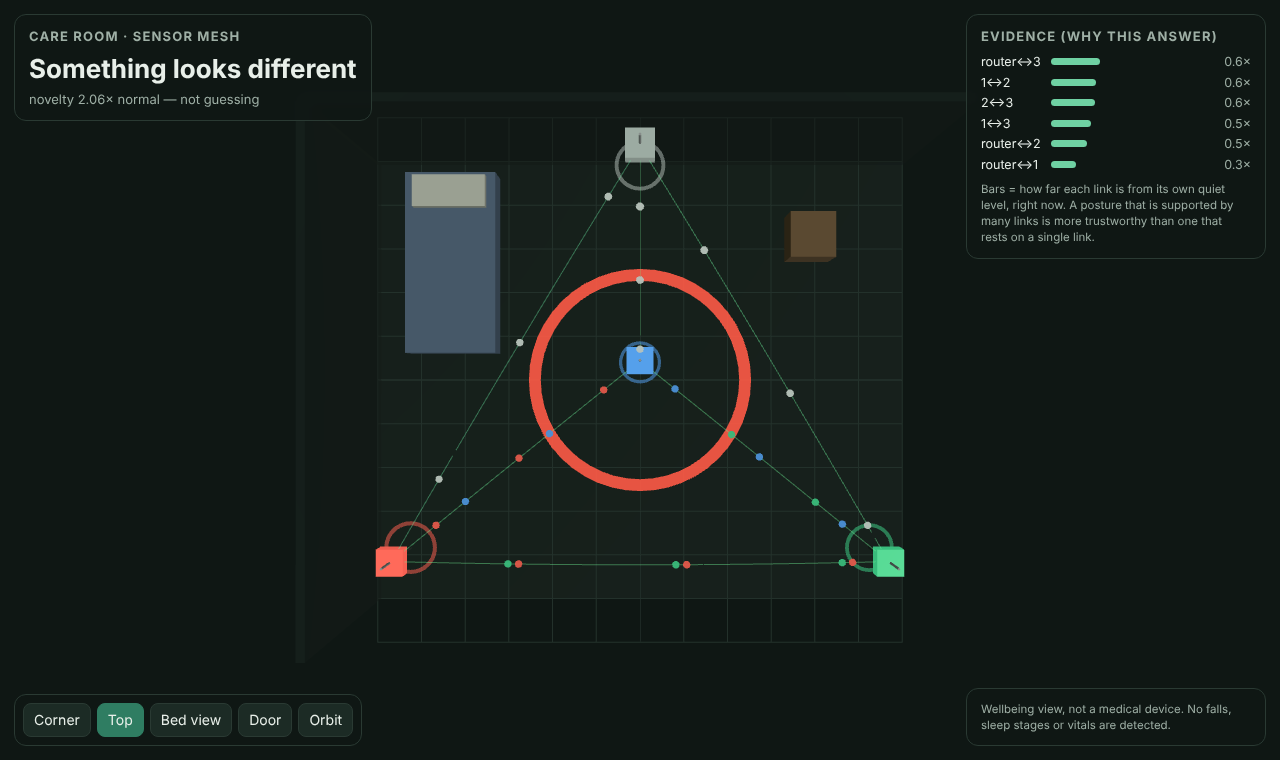 CARE ROOM · SENSOR MESH
Something looks different
novelty 2.06× normal — not guessing
EVIDENCE (WHY THIS ANSWER)
router↔3 0.6×
1↔2 0.6×
2↔3 0.6×
1↔3 0.5×
router↔2 0.5×
router↔1 0.3×
Bars = how far each link is from its own quiet
level, right now. A posture that is supported by
many links is more trustworthy than one that
rests on a single link.
Corner Top Bed view Door Orbit
Wellbeing view, not a medical device. No falls,
sleep stages or vitals are detected.